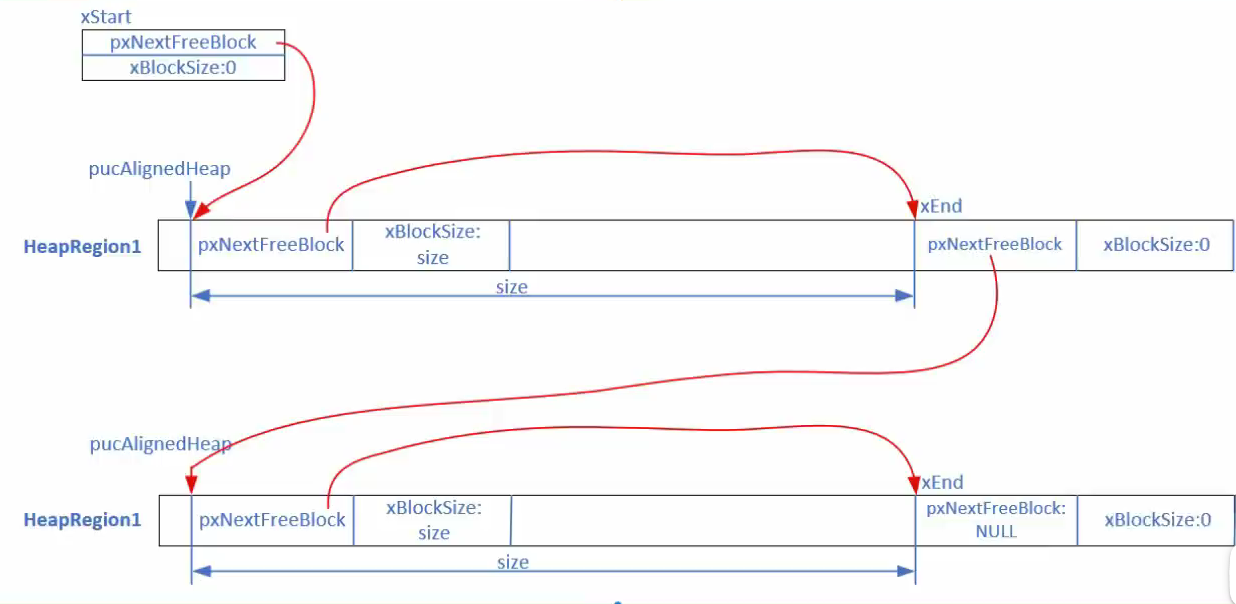 xStart
pxNextFreeBlock
xBlockSize:0
pucAlignedHeap
xEnd
HeapRegion1
pxNextFreeBlock
xBlockSize:
size
pxNextFreeBlock
xBlockSize:0
size
pucAlignedHeap
xEnd
HeapRegion1
pxNextFreeBlock
xBlockSize:
size
pxNextFreeBlock:
NULL
xBlockSize:0
size